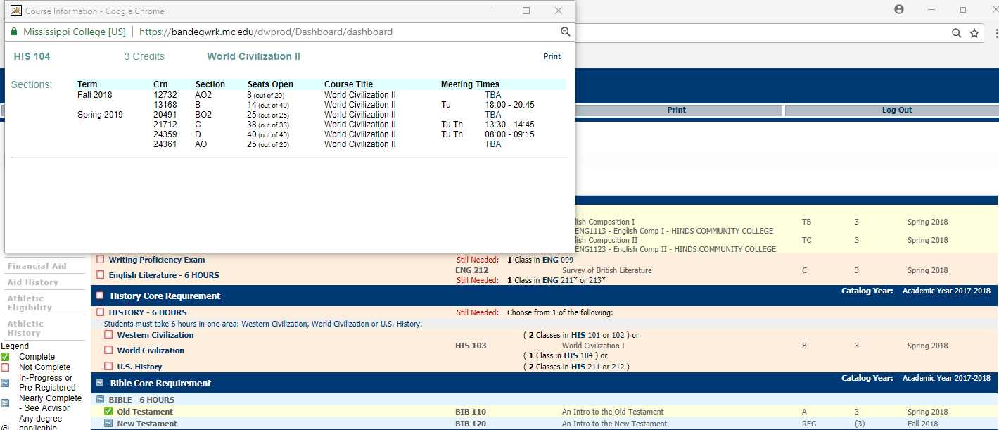 Course Information - Google Chrome
Mississippi College [US] | https://bandegwrk.mc.edu/dwprod/Dashboard/dashboard
HIS 104 3 Credits World Civilization II Print
Sections: Term Crn Section Seats Open Course Title Meeting Times
Fall 2018 12732 AO2 8 (out of 20) World Civilization II TBA
13168 B 14 (out of 40) World Civilization II Tu 18:00 - 20:45
Spring 2019 20491 BO2 25 (out of 25) World Civilization II TBA
21712 C 38 (out of 38) World Civilization II Tu Th 13:30 - 14:45
24359 D 40 (out of 40) World Civilization II Tu Th 08:00 - 09:15
24361 AO 25 (out of 25) World Civilization II TBA
Print Log Out
lish Composition I TB 3 Spring 2018
ENG1113 - English Comp I - HINDS COMMUNITY COLLEGE
lish Composition II TC 3 Spring 2018
ENG1123 - English Comp II - HINDS COMMUNITY COLLEGE
Writing Proficiency Exam Still Needed: 1 Class in ENG 099
English Literature - 6 HOURS ENG 212 Survey of British Literature C 3 Spring 2018
Still Needed: 1 Class in ENG 211* or 213*
History Core Requirement Catalog Year: Academic Year 2017-2018
HISTORY - 6 HOURS Still Needed: Choose from 1 of the following:
Students must take 6 hours in one area: Western Civilization, World Civilization or U.S. History.
Western Civilization ( 2 Classes in HIS 101 or 102 ) or
World Civilization HIS 103 World Civilization I B 3 Spring 2018
( 1 Class in HIS 104 ) or
U.S. History ( 2 Classes in HIS 211 or 212 )
Bible Core Requirement Catalog Year: Academic Year 2017-2018
BIBLE - 6 HOURS
Old Testament BIB 110 An Intro to the Old Testament A 3 Spring 2018
New Testament BIB 120 An Intro to the New Testament REG (3) Fall 2018
Financial Aid
Aid History
Athletic
Eligibility
Athletic
History
Legend
Complete
Not Complete
In-Progress or
Pre-Registered
Nearly Complete
- See Advisor
Any degree
@ applicable